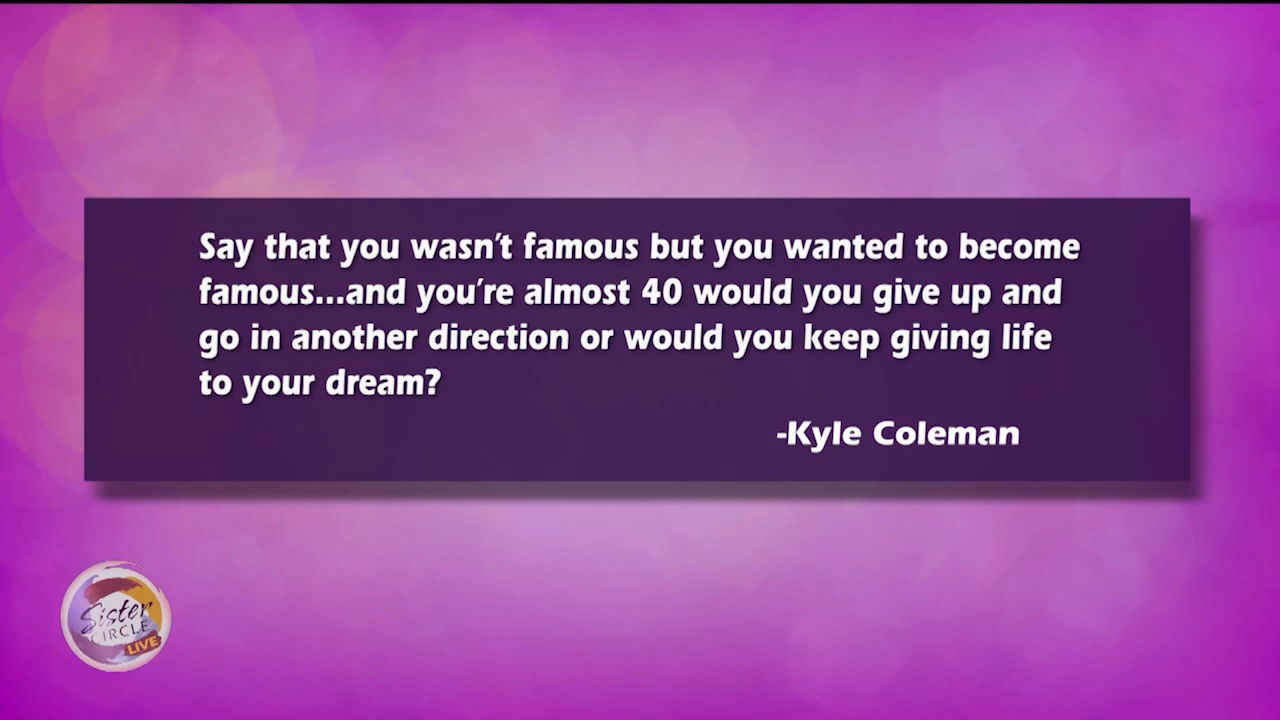 Say that you wasn't famous but you wanted to become
famous...and you're almost 40 would you give up and
go in another direction or would you keep giving life
to your dream?
-Kyle Coleman
Sister
CIRCLE
LIVE